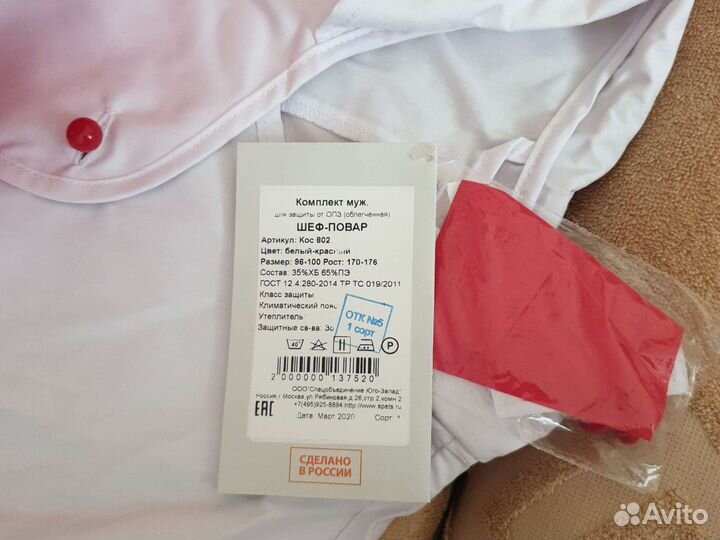 Комплект муж.
для защиты от ОПЗ (облегченная)
ШЕФ-ПОВАР
Артикул: Кос 802
Цвет: белый-красный
Размер: 96-100 Рост: 170-176
Состав: 35%ХБ 65%ПЭ
ГОСТ 12.4.280-2014 ТР ТС 019/2011
Класс защиты:
Климатический пояс
Утеплитель:
Защитные св-ва: Зо
ОТК №5
1 сорт
40
P
2 000000 137520
ООО"Спецобъединение Юго-Запад"
Россия,г.Москва,ул.Рябиновая,д.26,стр.2,комн.2
+7(495)925-8894 http://www.spets.ru
EAC
Дата: Март 2020 Сорт: 1
СДЕЛАНО
В РОССИИ
Avito